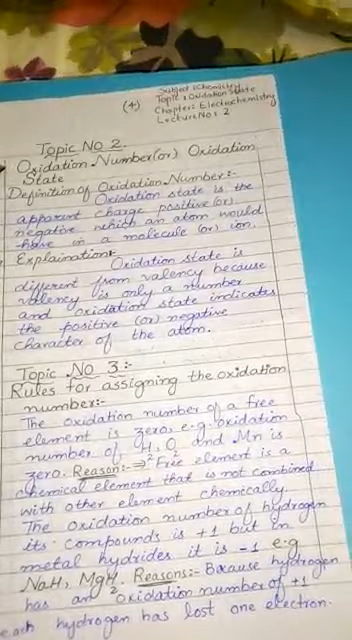 (4)
Subject: Chemistry
Topic: Oxidation State
Chapter: Electochemistry
Lecture No: 2
Topic No 2
Oxidation Number (or) Oxidation
State
Definition of Oxidation Number:-
Oxidation state is the
apparent charge positive (or)
negative which an atom would
have in a molecule (or) ion.
Explaination:-
Oxidation state is
different from valency because
valency is only a number
and oxidation state indicates
the positive (or) negative
character of the atom.
Topic No 3:-
Rules for assigning the oxidation
number:-
The oxidation number of a free
element is zero, e.g. oxidation
number of H₂, O₂ and Mn is
zero. Reason:-⇒ Free element is a
chemical element that is not combined
with other element chemically
The oxidation number of hydrogen
its compounds is +1 but in
metal hydrides it is -1 e.g
NaH, MgH₂. Reasons:- Because hydrogen
has an oxidation number of +1
each hydrogen has lost one electron.